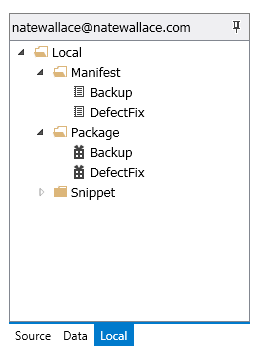 natewallace@natewallace.com
Local
Manifest
Backup
DefectFix
Package
Backup
DefectFix
Snippet
Source Data Local